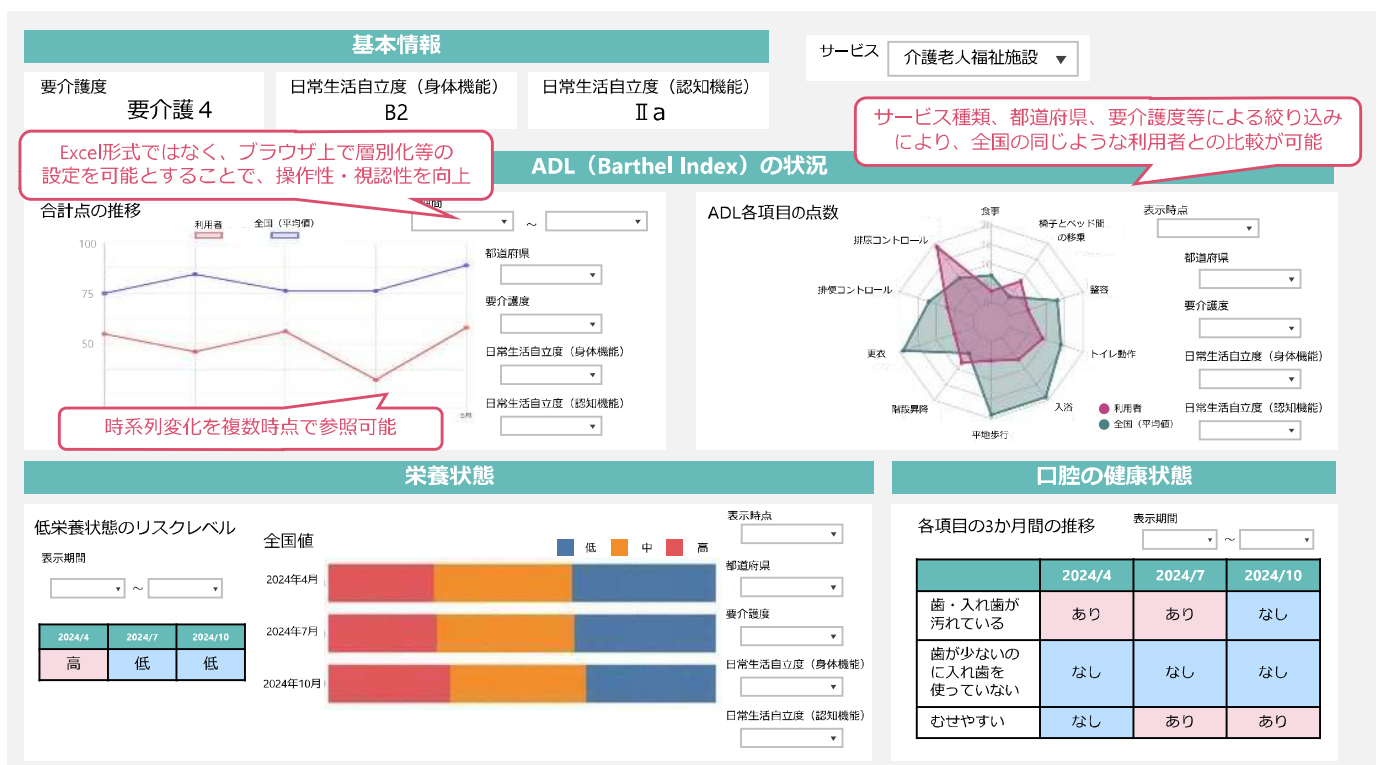 基本情報
サービス
介護老人福祉施設
要介護度
要介護4
日常生活自立度（身体機能）
B2
日常生活自立度（認知機能）
Ⅱa
Excel形式ではなく、ブラウザ上で層別化等の
設定を可能とすることで、操作性・視認性を向上
サービス種類、都道府県、要介護度等による絞り込み
により、全国の同じような利用者との比較が可能
ADL（Barthel Index）の状況
合計点の推移
利用者
全国（平均値）
期間
～
100
75
50
都道府県
要介護度
日常生活自立度（身体機能）
日常生活自立度（認知機能）
5月
時系列変化を複数時点で参照可能
ADL各項目の点数
食事
椅子とベッド間
の移乗
整容
トイレ動作
入浴
平地歩行
階段昇降
更衣
排便コントロール
排尿コントロール
利用者
全国（平均値）
表示時点
都道府県
要介護度
日常生活自立度（身体機能）
日常生活自立度（認知機能）
栄養状態
低栄養状態のリスクレベル
表示期間
～
2024/4 2024/7 2024/10
高 低 低
全国値
低 中 高
2024年4月
2024年7月
2024年10月
表示時点
都道府県
要介護度
日常生活自立度（身体機能）
日常生活自立度（認知機能）
口腔の健康状態
各項目の3か月間の推移
表示期間
～
2024/4 2024/7 2024/10
歯・入れ歯が
汚れている
あり あり なし
歯が少ないの
に入れ歯を
使っていない
なし なし なし
むせやすい なし あり あり